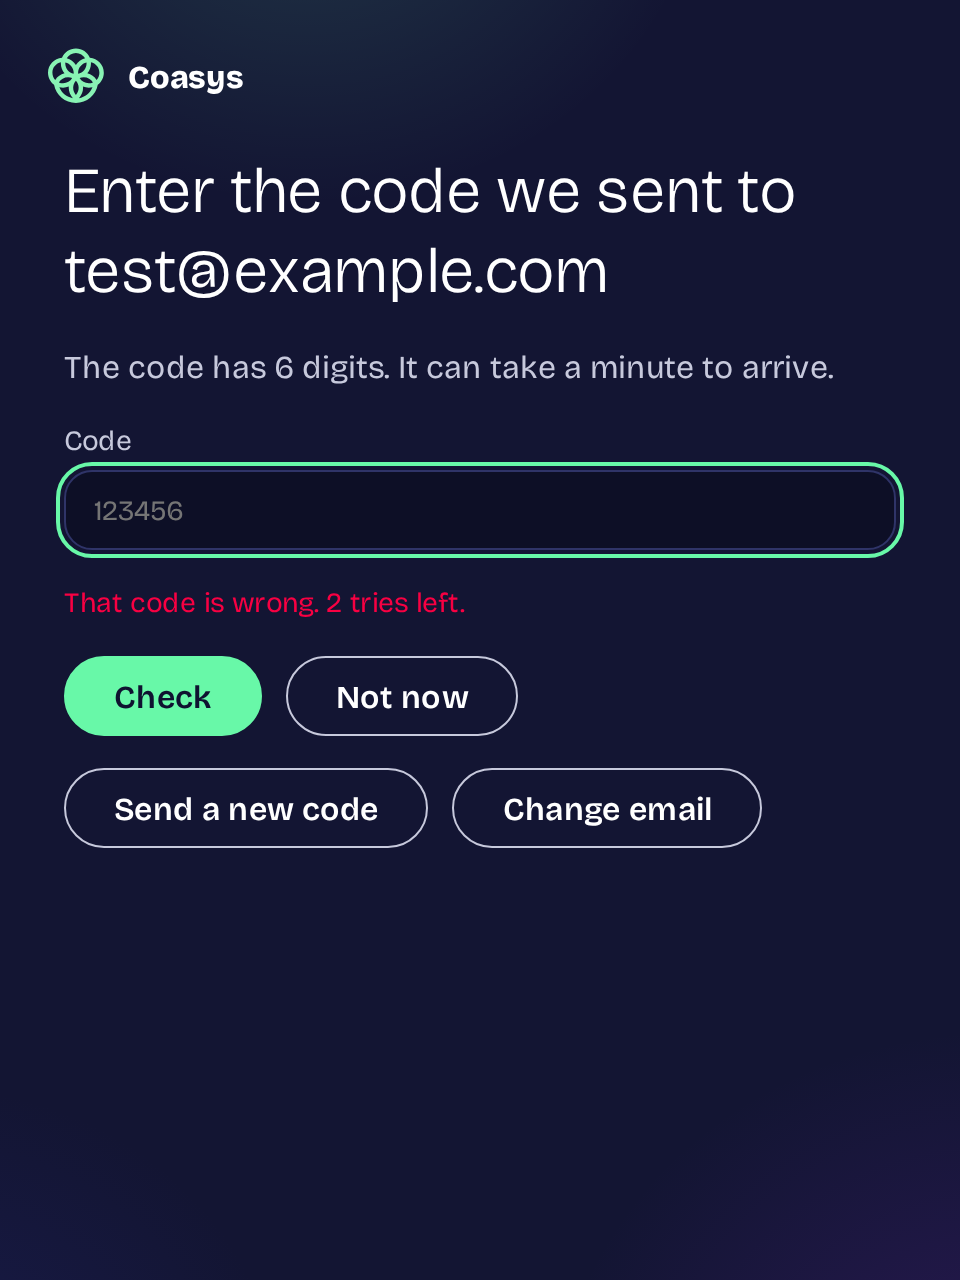 Coasys
Enter the code we sent to
test@example.com
The code has 6 digits. It can take a minute to arrive.
Code
123456
That code is wrong. 2 tries left.
Check
Not now
Send a new code
Change email